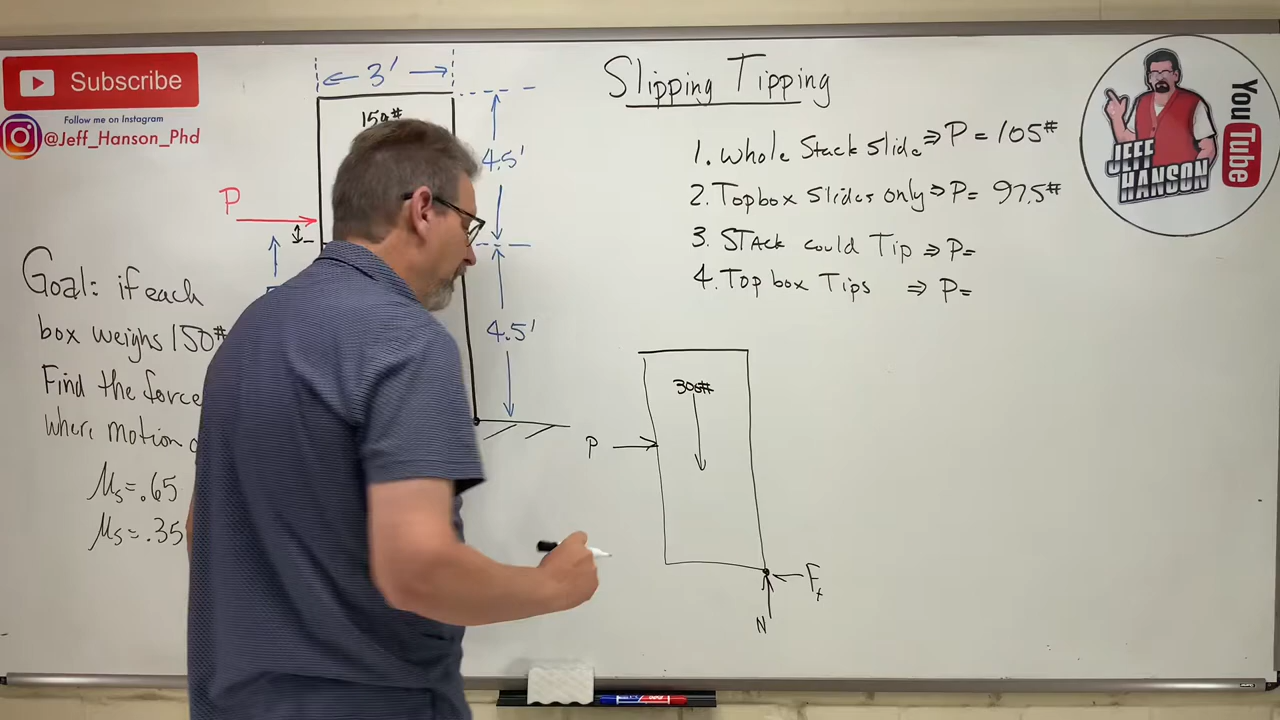 Subscribe
Follow me on Instagram
@Jeff_Hanson_Phd
3'
150#
4.5'
P
4.5'
Goal: if each
box weighs 150#
Find the force
Where motion
μs=.65
μs=.35
Slipping Tipping
1. Whole Stack Slide ⇒ P = 105#
2. Topbox Slides only ⇒ P= 97.5#
3. STAck could Tip ⇒ P=
4. Top box Tips ⇒ P=
300#
P
Fx
N
JEFF
HANSON
YouTube